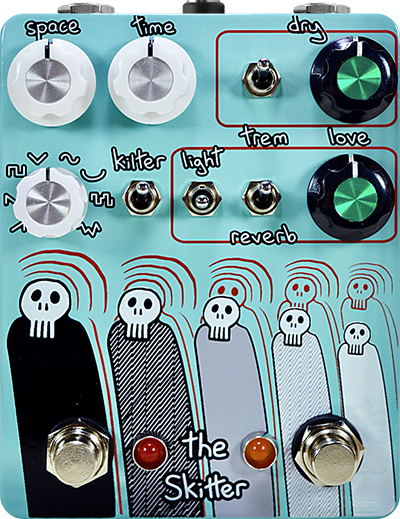 space time dry
trem love
kilter light
reverb
the
Skitter